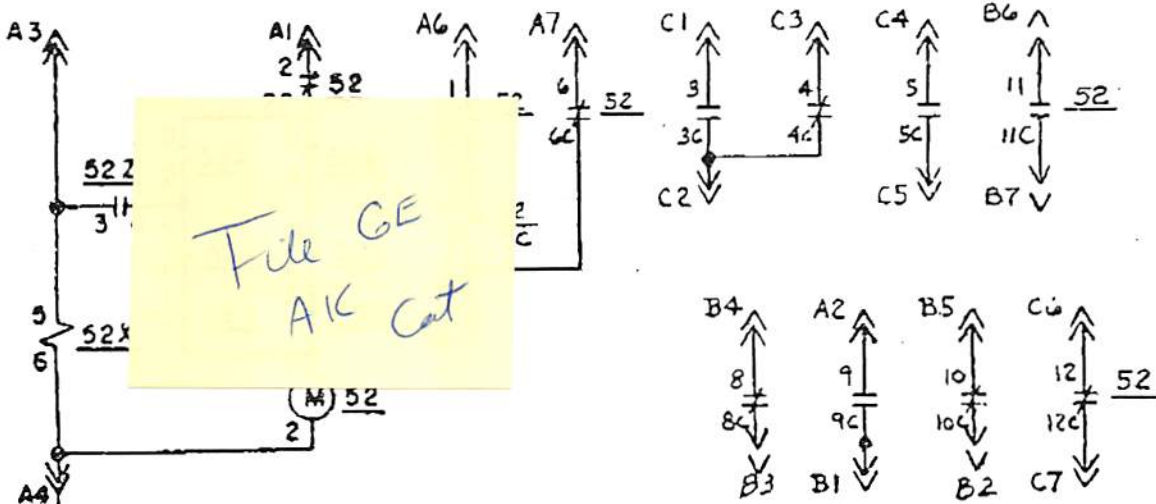 A3 A1 A6 A7 C1 C3 C4 B6
2 52
1 6 52 3 4 5 11 52
6C 3C 4C 5C 11C
C2 C5 B7
52
3
File GE
AK Cat
C
B4 A2 B5 C6
5 52X
6
8 9 10 12 52
8C 9C 10C 12C
M 52
2
A4 B3 B1 B2 C7